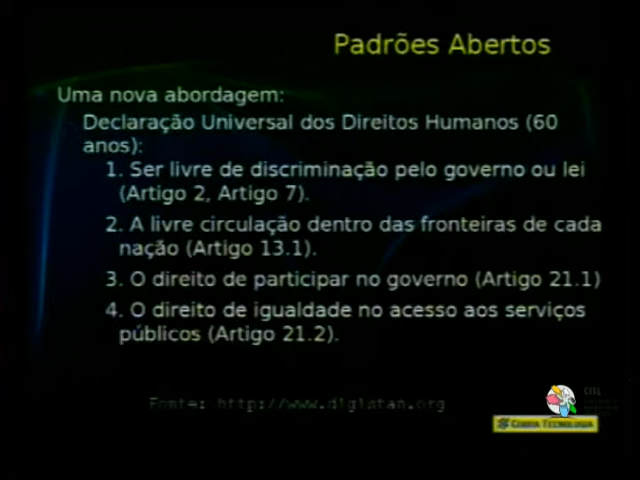 Padrões Abertos
Uma nova abordagem:
Declaração Universal dos Direitos Humanos (60
anos):
1. Ser livre de discriminação pelo governo ou lei
(Artigo 2, Artigo 7).
2. A livre circulação dentro das fronteiras de cada
nação (Artigo 13.1).
3. O direito de participar no governo (Artigo 21.1)
4. O direito de igualdade no acesso aos serviços
públicos (Artigo 21.2).
Fonte: http://www.digistan.org
Cobra Tecnologia